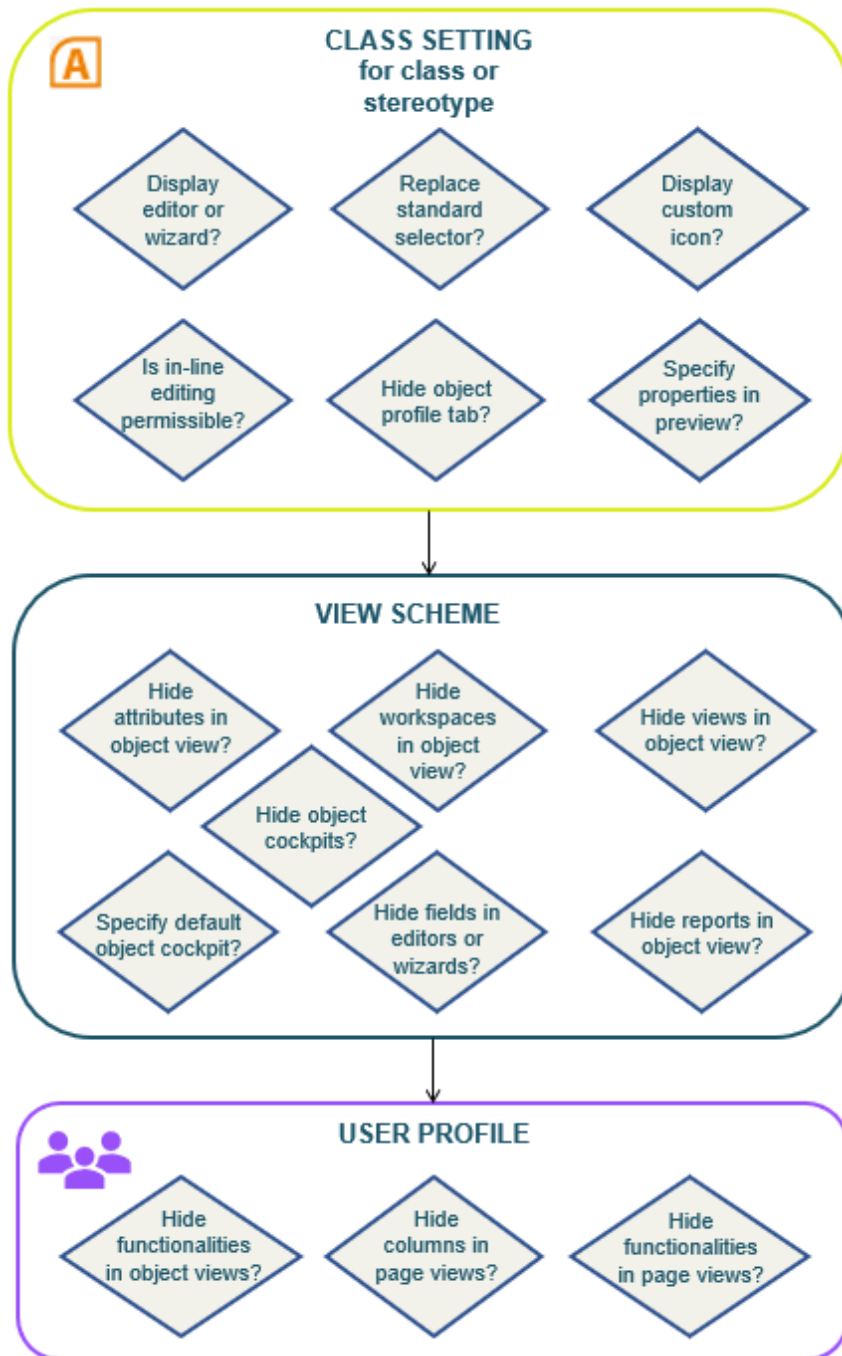 A
CLASS SETTING
for class or
stereotype
Display
editor or
wizard?
Replace
standard
selector?
Display
custom
icon?
Is in-line
editing
permissible?
Hide object
profile tab?
Specify
properties in
preview?
VIEW SCHEME
Hide
attributes in
object view?
Hide
workspaces
in object
view?
Hide views in
object view?
Hide object
cockpits?
Specify default
object cockpit?
Hide fields in
editors or
wizards?
Hide reports in
object view?
USER PROFILE
Hide
functionalities
in object views?
Hide
columns in
page views?
Hide
functionalities
in page views?